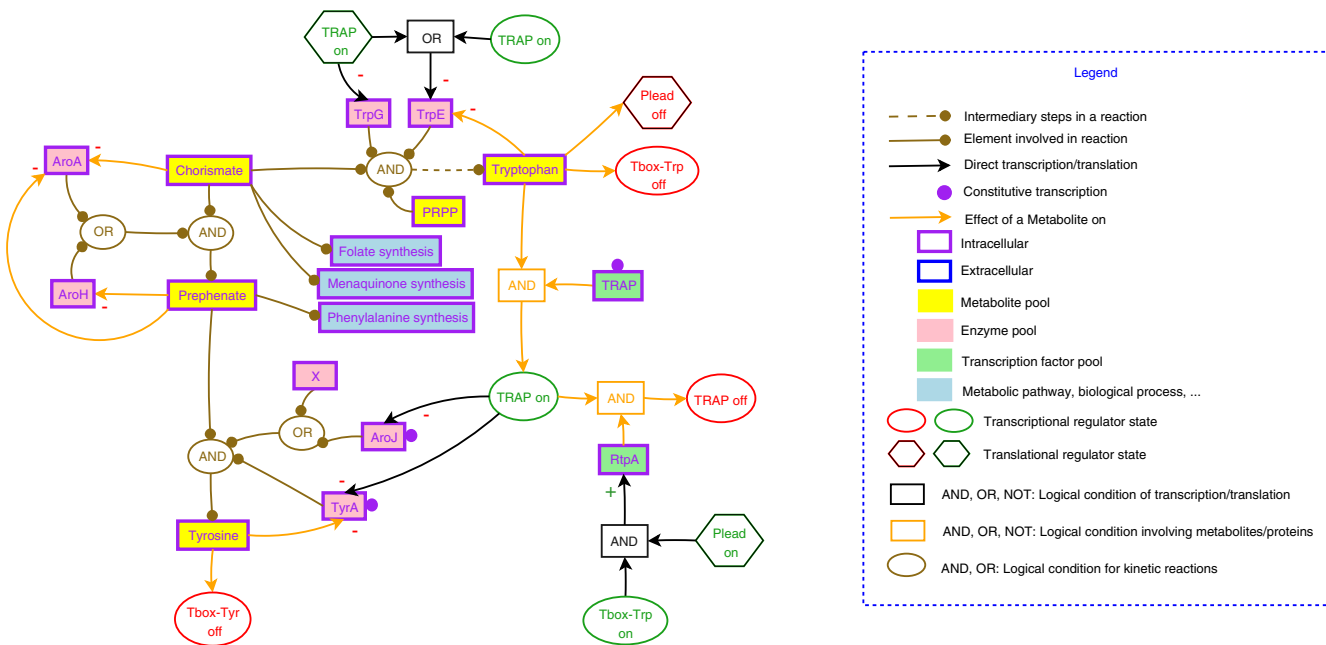 TRAP
on
OR
TRAP on
-
-
TrpG
TrpE
-
Plead
off
AroA
-
-
Chorismate
AND
Tryptophan
Tbox-Trp
off
PRPP
OR
AND
Folate synthesis
Menaquinone synthesis
Phenylalanine synthesis
AroH
-
Prephenate
AND
TRAP
X
TRAP on
AND
TRAP off
-
OR
AroJ
AND
RtpA
-
TyrA
+
-
Tyrosine
AND
Plead
on
Tbox-Tyr
off
Tbox-Trp
on
Legend
Intermediary steps in a reaction
Element involved in reaction
Direct transcription/translation
Constitutive transcription
Effect of a Metabolite on
Intracellular
Extracellular
Metabolite pool
Enzyme pool
Transcription factor pool
Metabolic pathway, biological process, ...
Transcriptional regulator state
Translational regulator state
AND, OR, NOT: Logical condition of transcription/translation
AND, OR, NOT: Logical condition involving metabolites/proteins
AND, OR: Logical condition for kinetic reactions